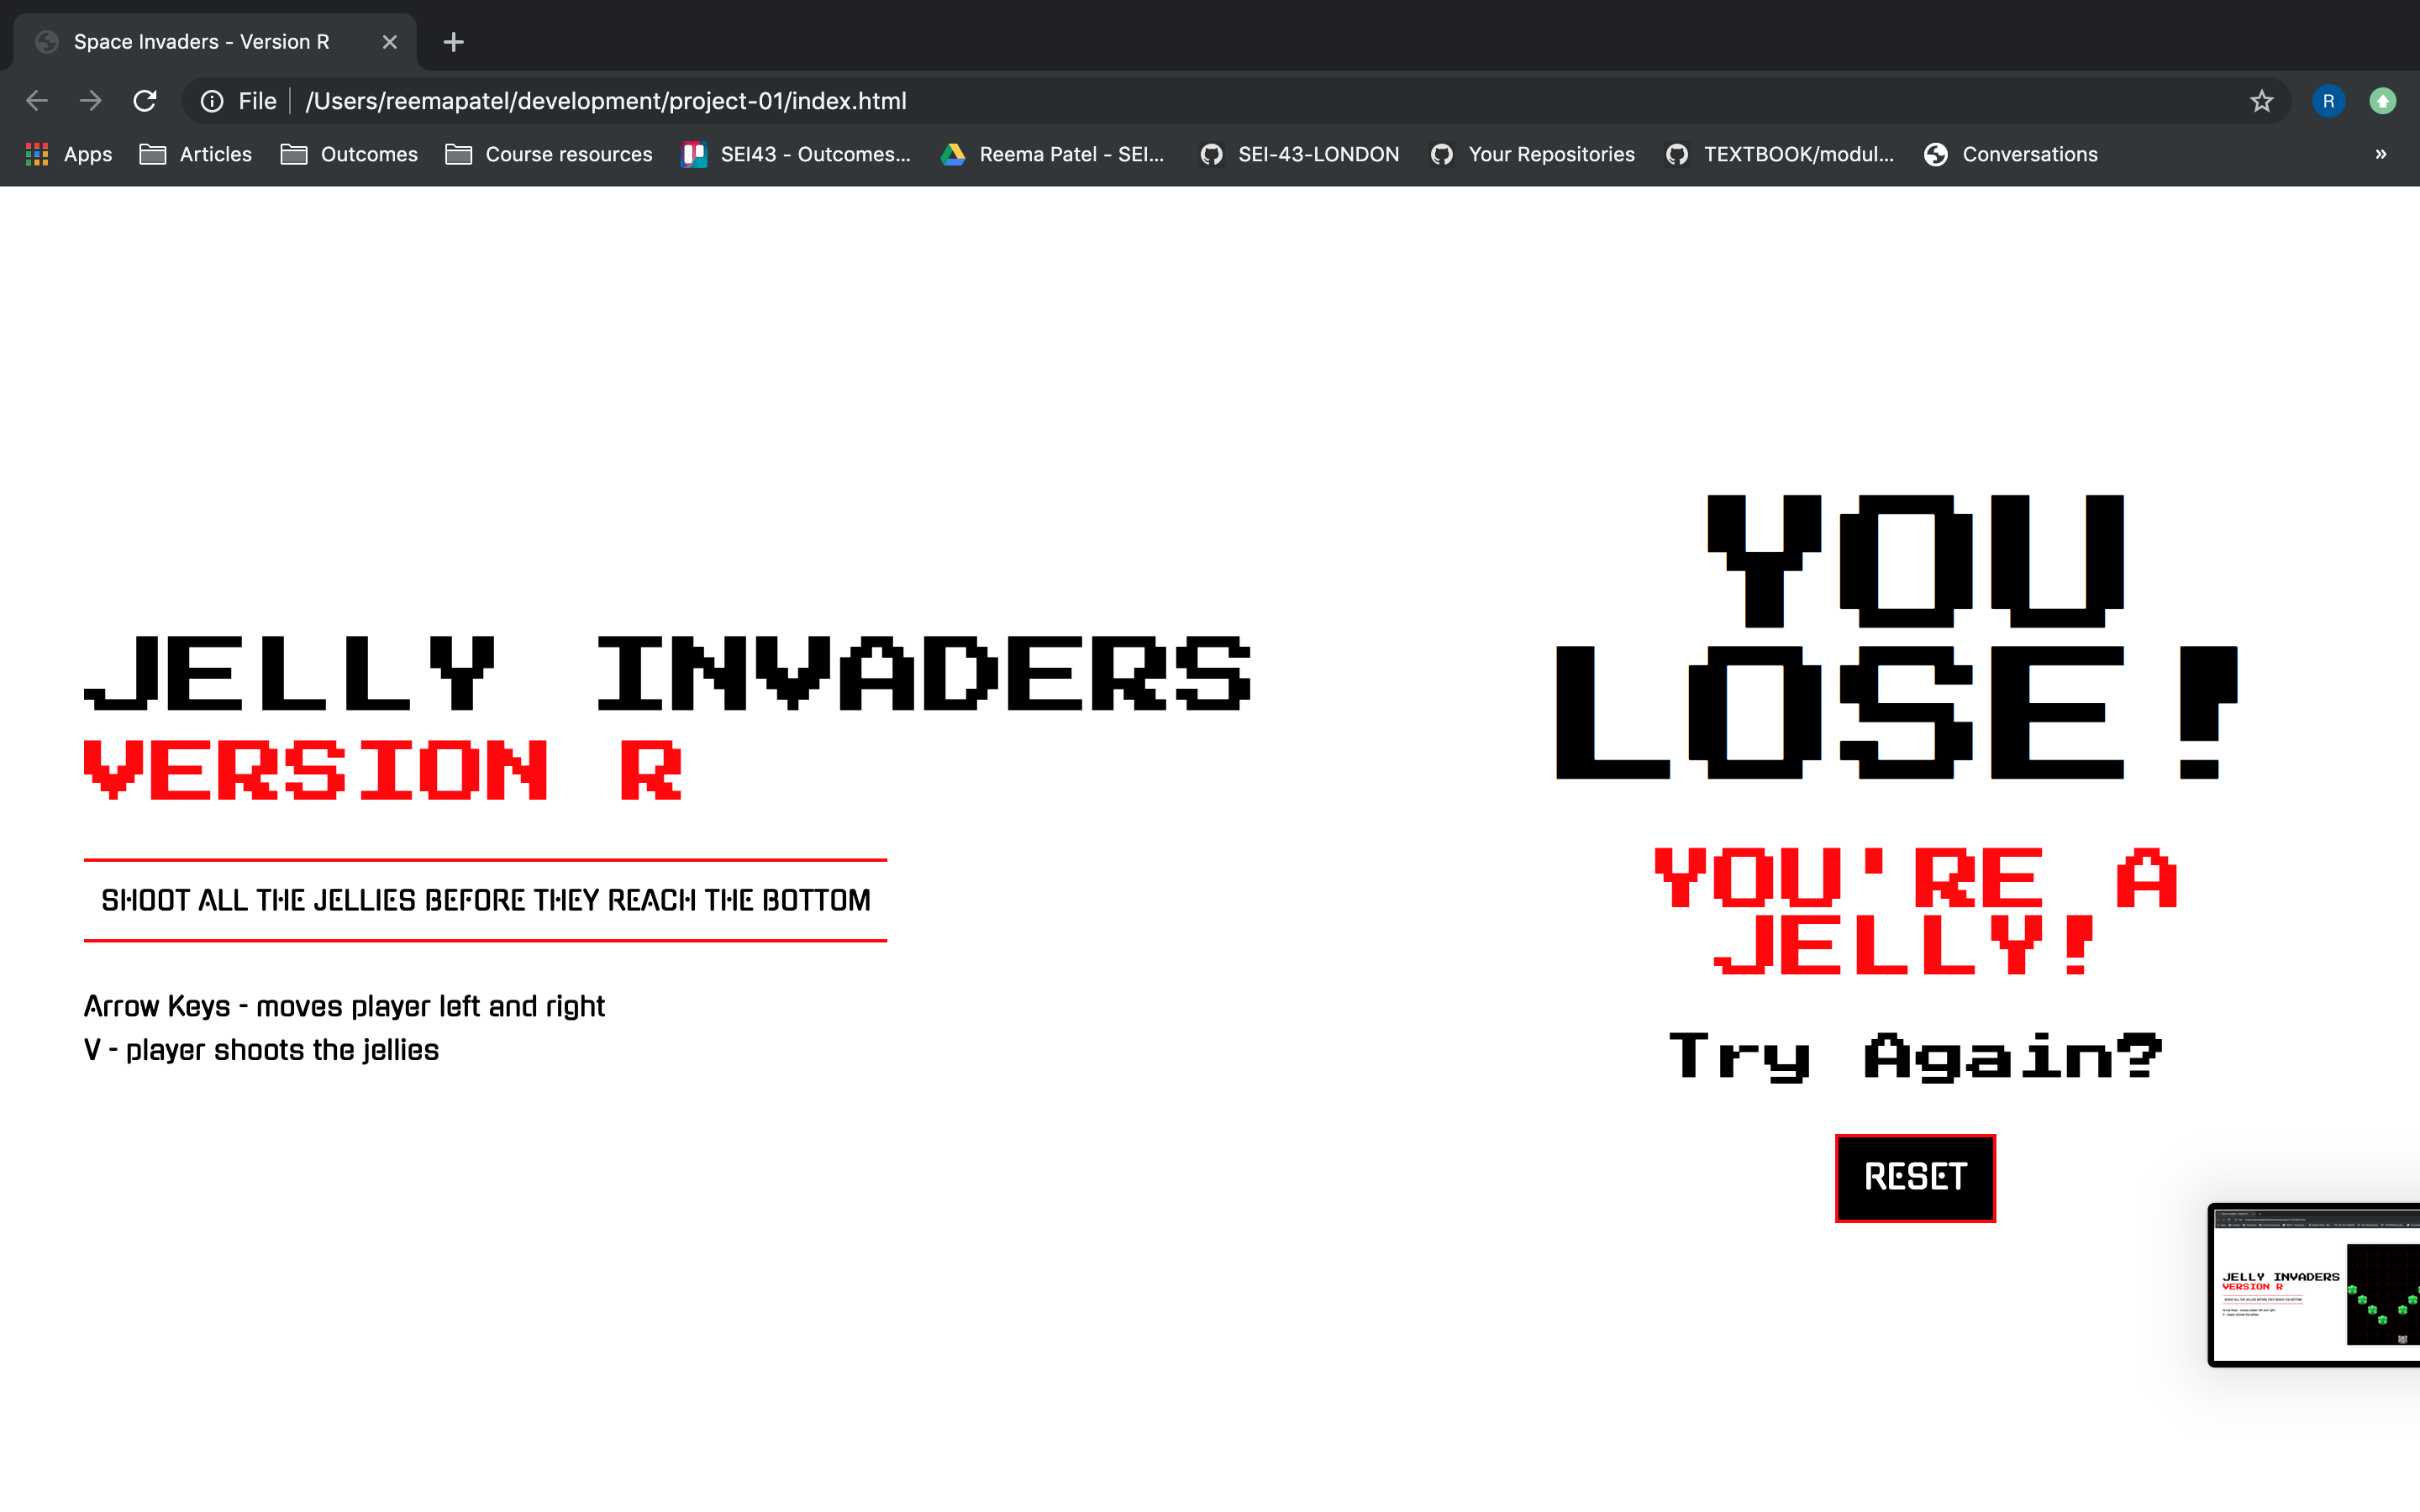 Space Invaders - Version R
File /Users/reemapatel/development/project-01/index.html
R
Apps Articles Outcomes Course resources SEI43 - Outcomes... Reema Patel - SEI... SEI-43-LONDON Your Repositories TEXTBOOK/modul... Conversations »
JELLY INVADERS
VERSION R
SHOOT ALL THE JELLIES BEFORE THEY REACH THE BOTTOM
Arrow Keys - moves player left and right
V - player shoots the jellies
YOU
LOSE!
YOU'RE A
JELLY!
Try Again?
RESET
JELLY INVADERS
VERSION R